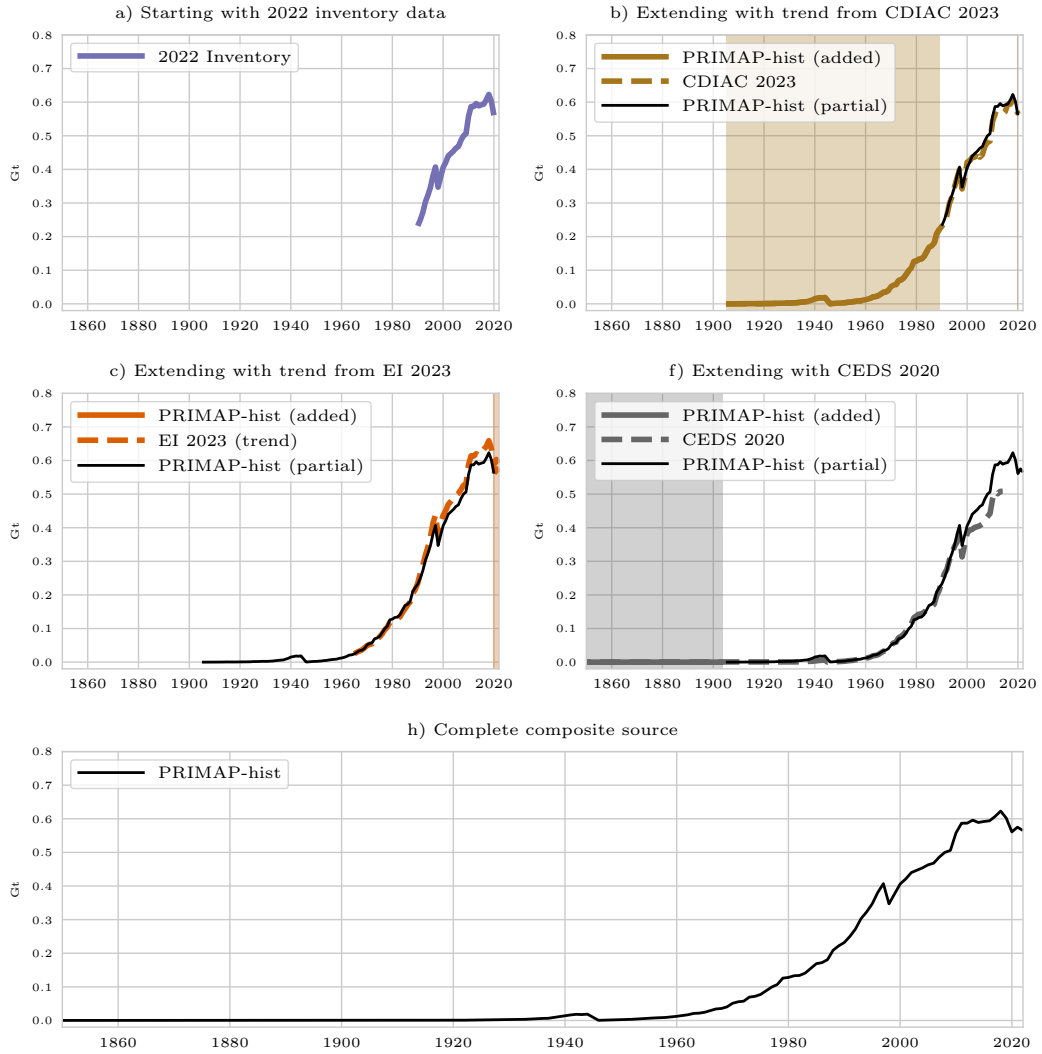 a) Starting with 2022 inventory data
0.8
0.7
0.6
0.5
0.4
0.3
0.2
0.1
0.0
Gt
2022 Inventory
1860 1880 1900 1920 1940 1960 1980 2000 2020
b) Extending with trend from CDIAC 2023
0.8
0.7
0.6
0.5
0.4
0.3
0.2
0.1
0.0
Gt
PRIMAP-hist (added)
CDIAC 2023
PRIMAP-hist (partial)
1860 1880 1900 1920 1940 1960 1980 2000 2020
c) Extending with trend from EI 2023
0.8
0.7
0.6
0.5
0.4
0.3
0.2
0.1
0.0
Gt
PRIMAP-hist (added)
EI 2023 (trend)
PRIMAP-hist (partial)
1860 1880 1900 1920 1940 1960 1980 2000 2020
f) Extending with CEDS 2020
0.8
0.7
0.6
0.5
0.4
0.3
0.2
0.1
0.0
Gt
PRIMAP-hist (added)
CEDS 2020
PRIMAP-hist (partial)
1860 1880 1900 1920 1940 1960 1980 2000 2020
h) Complete composite source
0.8
0.7
0.6
0.5
0.4
0.3
0.2
0.1
0.0
Gt
PRIMAP-hist
1860 1880 1900 1920 1940 1960 1980 2000 2020